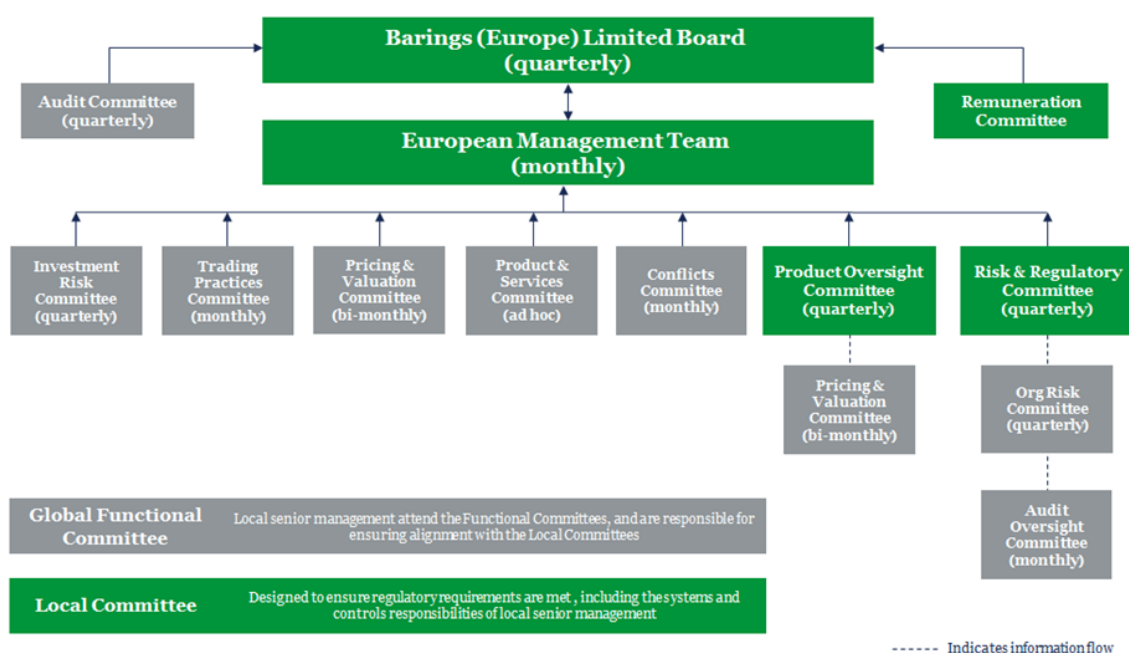 Barings (Europe) Limited Board
(quarterly)
Audit Committee
(quarterly)
Remuneration
Committee
European Management Team
(monthly)
Investment
Risk
Committee
(quarterly)
Trading
Practices
Committee
(monthly)
Pricing &
Valuation
Committee
(bi-monthly)
Product &
Services
Committee
(ad hoc)
Conflicts
Committee
(monthly)
Product Oversight
Committee
(quarterly)
Risk & Regulatory
Committee
(quarterly)
Pricing &
Valuation
Committee
(bi-monthly)
Org Risk
Committee
(quarterly)
Audit
Oversight
Committee
(monthly)
Global Functional
Committee
Local senior management attend the Functional Committees, and are responsible for
ensuring alignment with the Local Committees
Local Committee
Designed to ensure regulatory requirements are met , including the systems and
controls responsibilities of local senior management
Indicates information flow